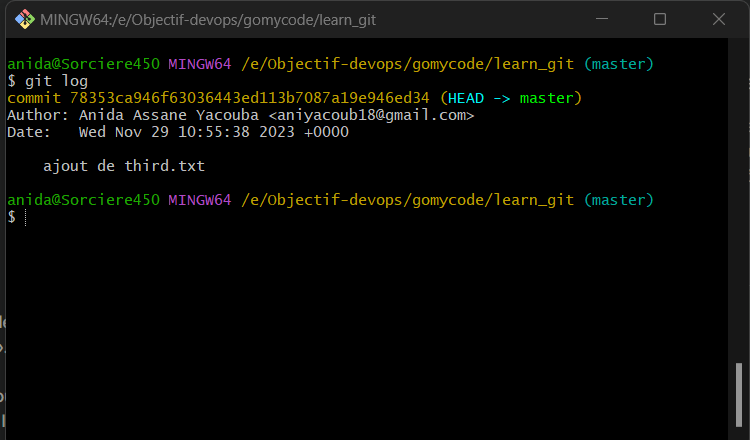 MINGW64:/e/Objectif-devops/gomycode/learn_git
anida@Sorciere450 MINGW64 /e/Objectif-devops/gomycode/learn_git (master)
$ git log
commit 78353ca946f63036443ed113b7087a19e946ed34 (HEAD -> master)
Author: Anida Assane Yacouba <aniyacoub18@gmail.com>
Date:   Wed Nov 29 10:55:38 2023 +0000
    ajout de third.txt
anida@Sorciere450 MINGW64 /e/Objectif-devops/gomycode/learn_git (master)
$